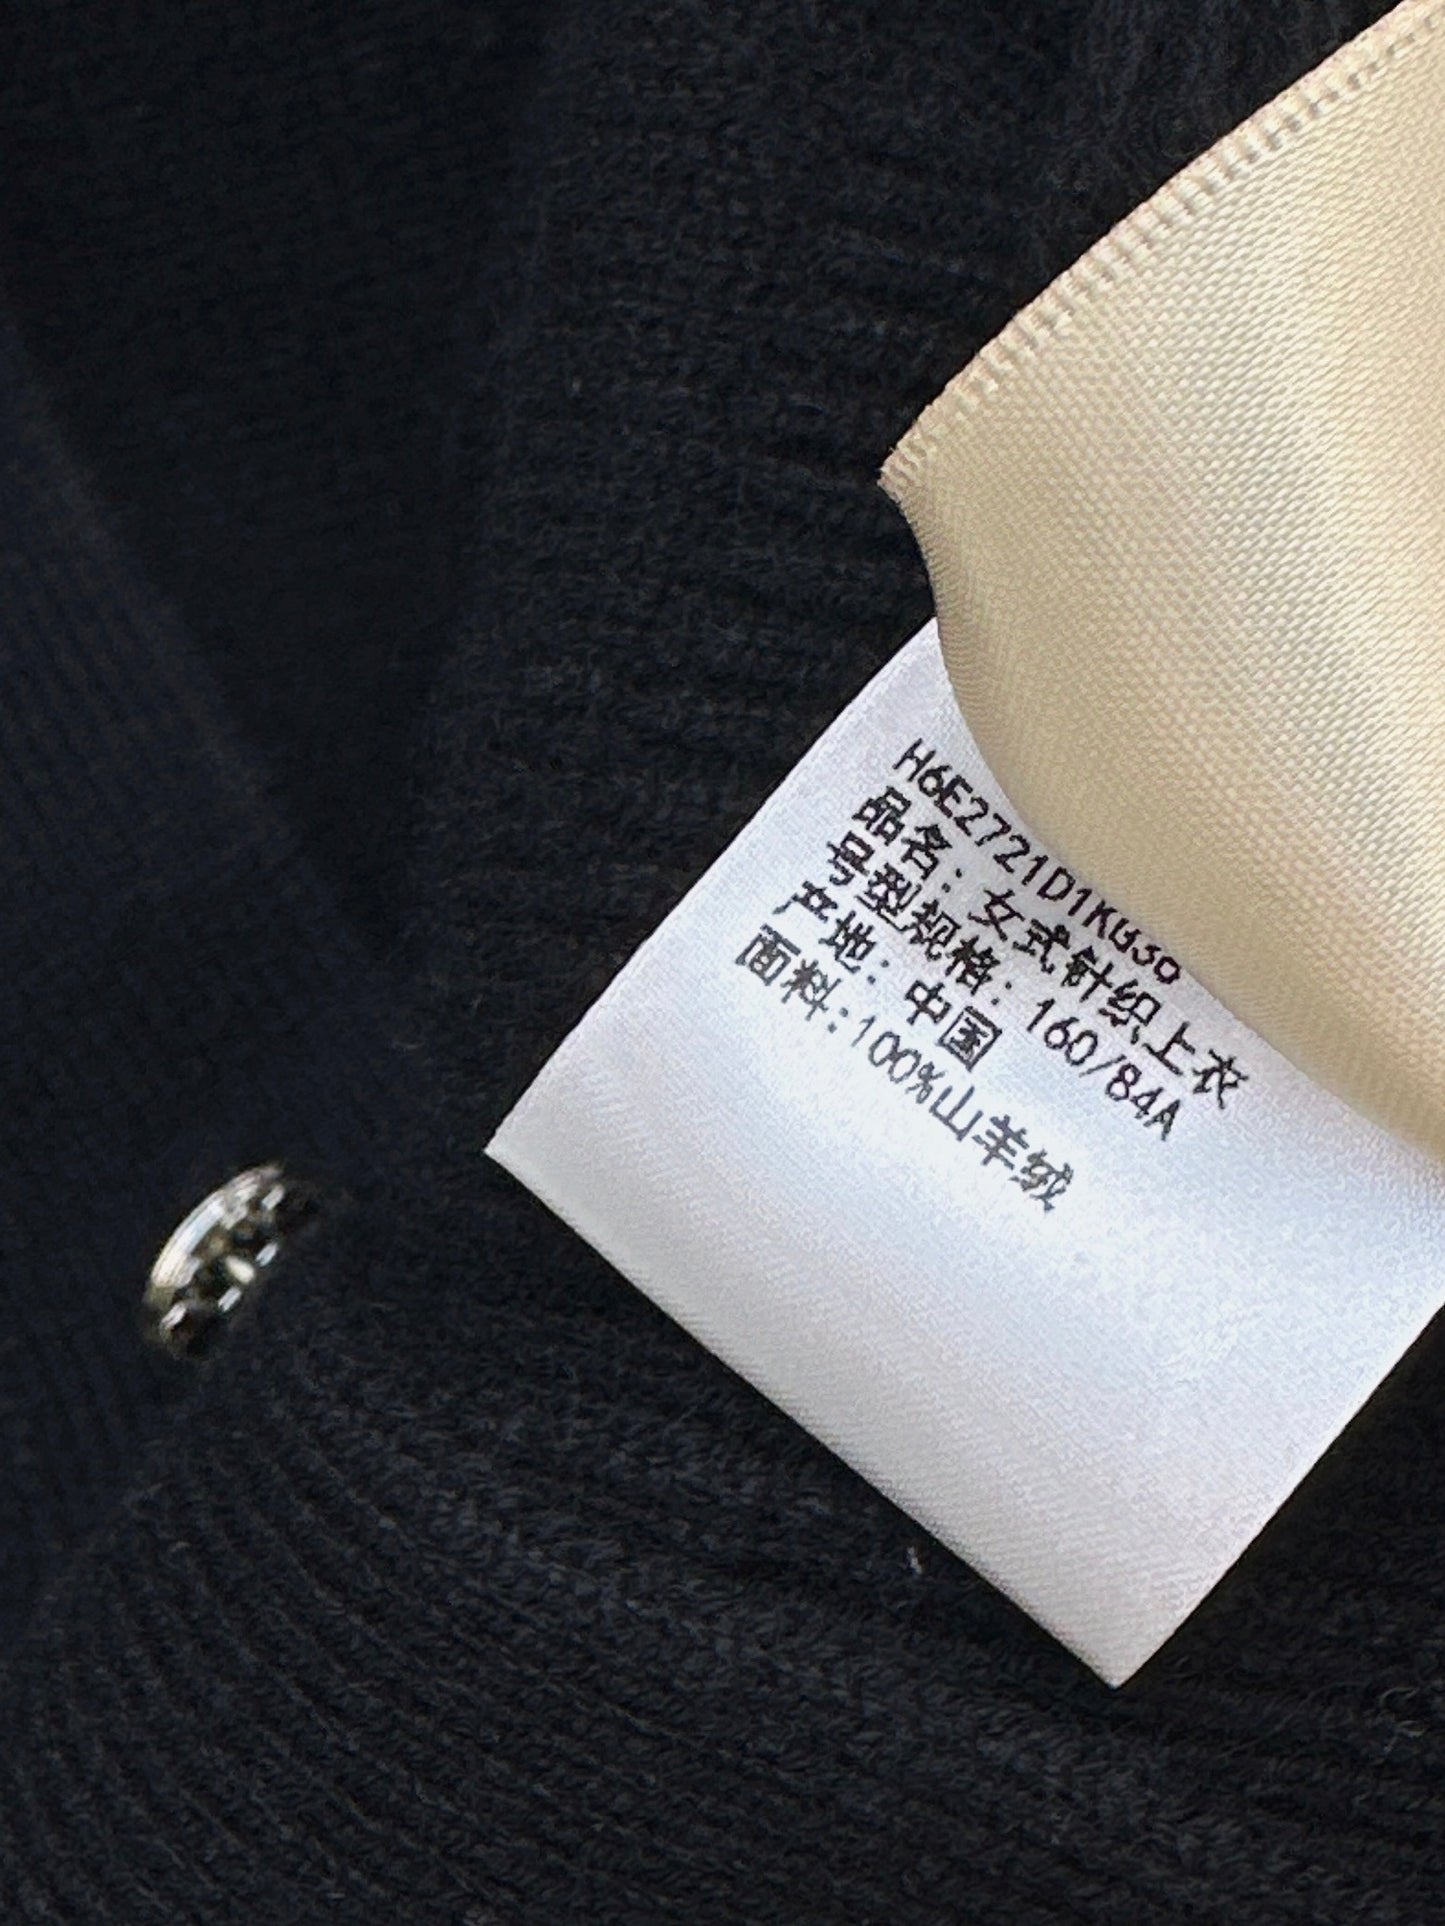 H6E2721D1KG30
品名：女式针织上衣
号型规格：160/84A
产地：中国
面料：100%山羊绒